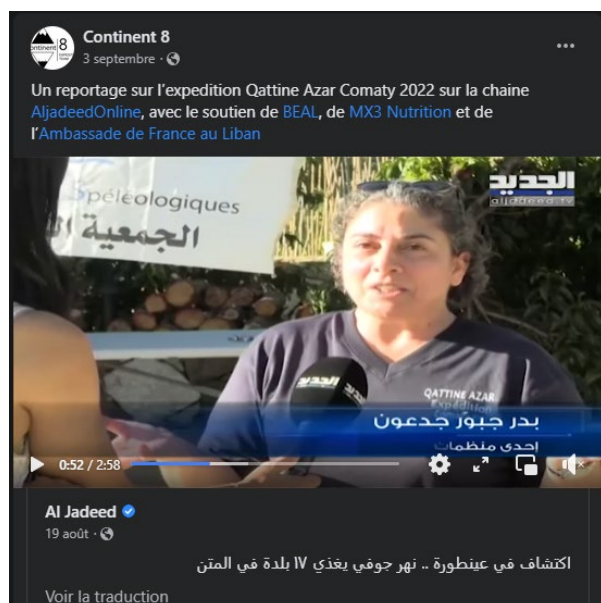 Continent 8
3 septembre
Un reportage sur l'expedition Qattine Azar Comaty 2022 sur la chaine
AljadeedOnline, avec le soutien de BEAL, de MX3 Nutrition et de
l'Ambassade de France au Liban
Spéléologiques
الجمعية
الجديد
aljadeed.tv
الجديد
QATTINE AZAR
Expédition
بدر جبور جدعون
إحدى منظمات
0:52 / 2:58
Al Jadeed
19 août
اكتشاف في عينطورة .. نهر جوفي يغذي ١٧ بلدة في المتن
Voir la traduction